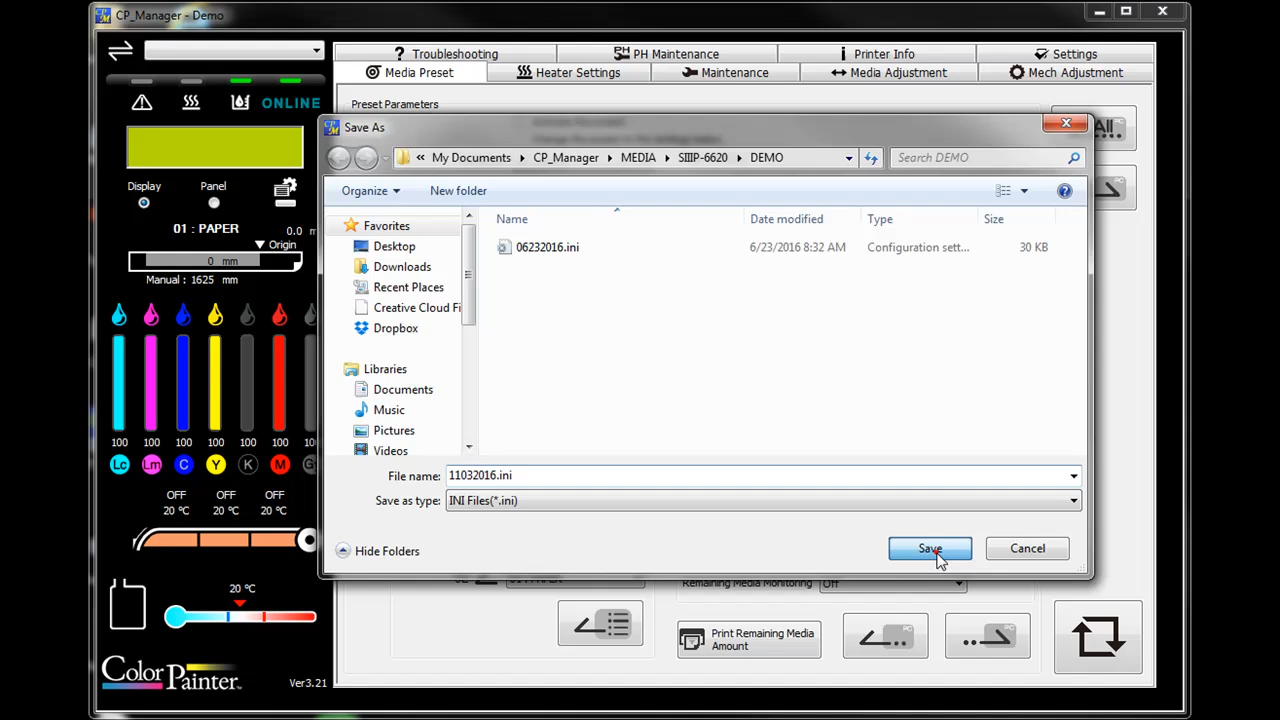 CP_Manager - Demo
Troubleshooting
PH Maintenance
Printer Info
Settings
Media Preset
Heater Settings
Maintenance
Media Adjustment
Mech Adjustment
ONLINE
Display
Panel
01 : PAPER
0.0 m
Origin
0 mm
Manual : 1625 mm
100 100 100 100 100 100
Lc Lm C Y K M
OFF OFF OFF
20 °C 20 °C 20 °C
20 °C
ColorPainter
Ver3.21
Preset Parameters
All
Save As
« My Documents CP_Manager MEDIA SIIIP-6620 DEMO
Search DEMO
Organize
New folder
Name Date modified Type Size
06232016.ini 6/23/2016 8:32 AM Configuration sett... 30 KB
Favorites
Desktop
Downloads
Recent Places
Creative Cloud Fi
Dropbox
Libraries
Documents
Music
Pictures
Videos
File name: 11032016.ini
Save as type: INI Files(*.ini)
Hide Folders
Save
Cancel
Remaining Media Monitoring Off
Print Remaining Media
Amount